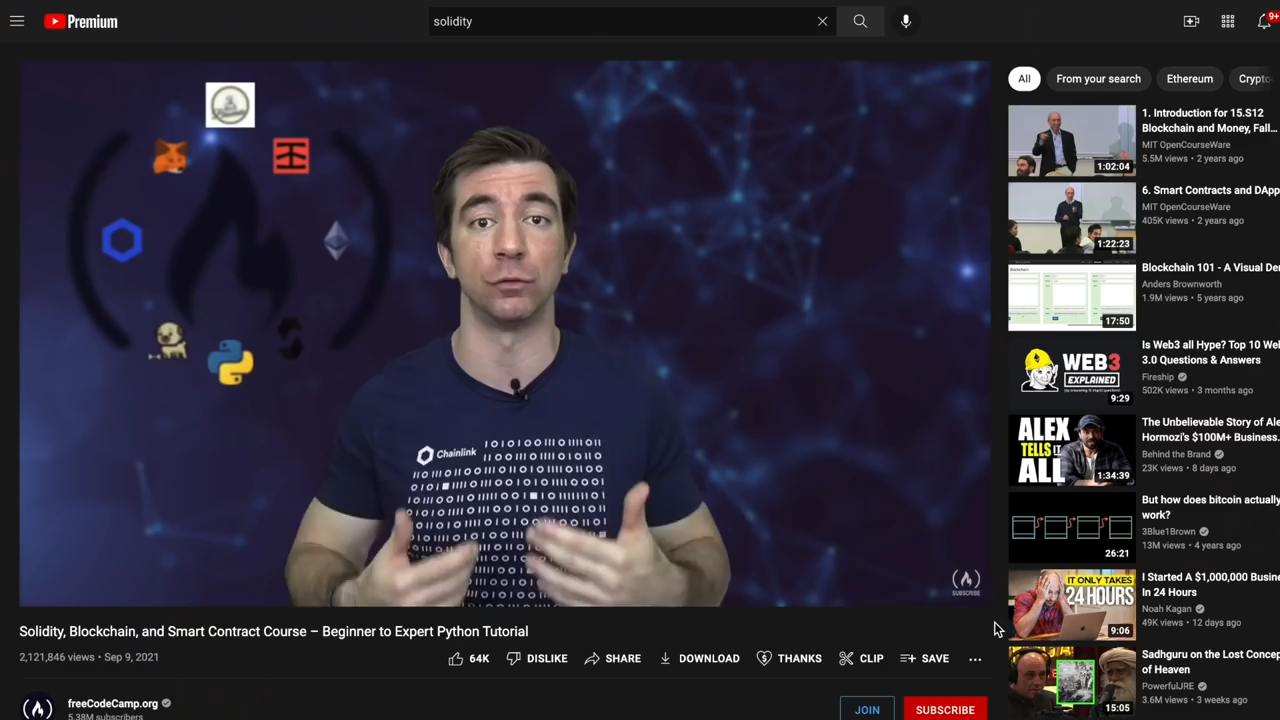 Premium
solidity
9+
All
From your search
Ethereum
Crypto
Chainlink
SUBSCRIBE
Solidity, Blockchain, and Smart Contract Course – Beginner to Expert Python Tutorial
2,121,846 views • Sep 9, 2021
64K
DISLIKE
SHARE
DOWNLOAD
THANKS
CLIP
SAVE
freeCodeCamp.org
5.38M subscribers
JOIN
SUBSCRIBE
1:02:04
1. Introduction for 15.S12
Blockchain and Money, Fall...
MIT OpenCourseWare
5.5M views • 2 years ago
1:22:23
6. Smart Contracts and DApp
MIT OpenCourseWare
405K views • 2 years ago
Blockchain
17:50
Blockchain 101 - A Visual De
Anders Brownworth
1.9M views • 5 years ago
WEB3
EXPLAINED
9:29
Is Web3 all Hype? Top 10 We
3.0 Questions & Answers
Fireship
502K views • 3 months ago
ALEX
TELLS IT
ALL
1:34:39
The Unbelievable Story of Ale
Hormozi's $100M+ Business...
Behind the Brand
23K views • 8 days ago
26:21
But how does bitcoin actually
work?
3Blue1Brown
13M views • 4 years ago
IT ONLY TAKES
24 HOURS
9:06
I Started A $1,000,000 Busine
In 24 Hours
Noah Kagan
49K views • 12 days ago
15:05
Sadhguru on the Lost Concep
of Heaven
PowerfulJRE
3.6M views • 3 weeks ago